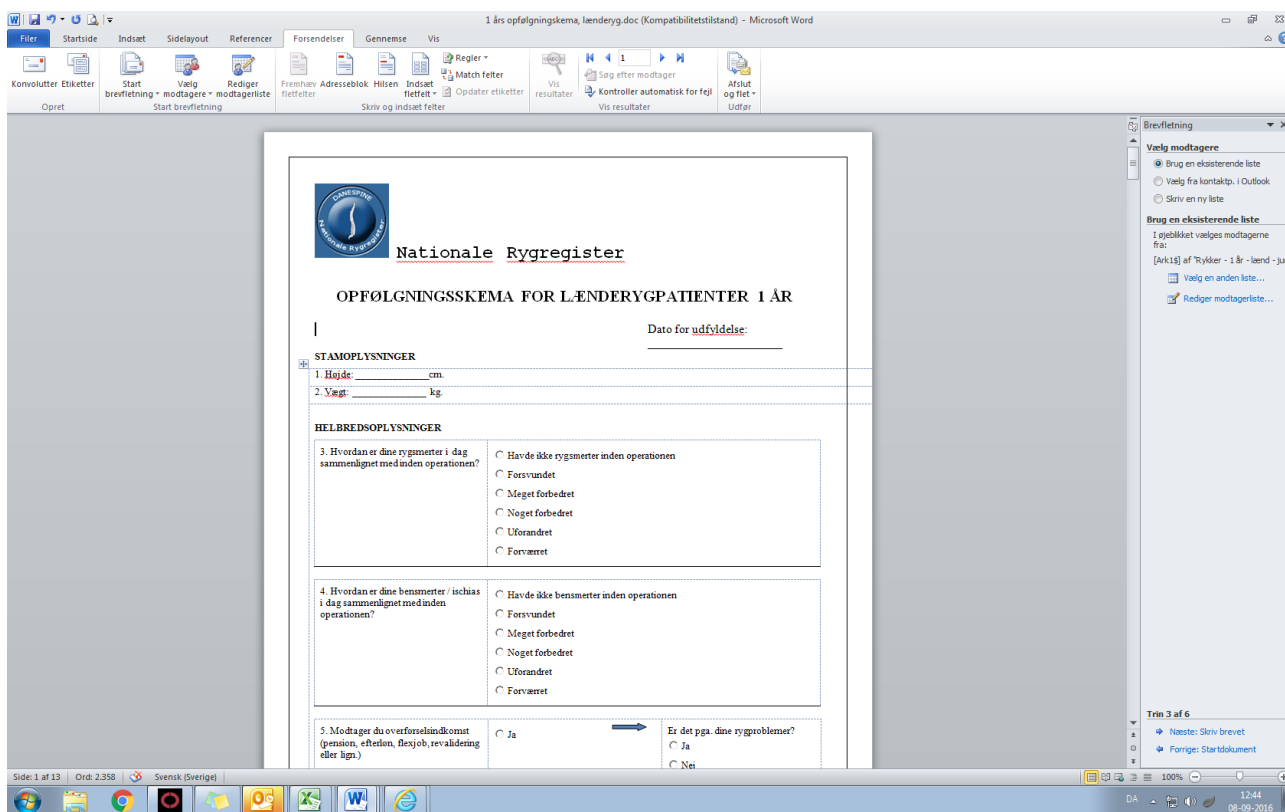 1 års opfølgningskema, lænderyg.doc (Kompatibilitetstilstand) - Microsoft Word
Filer Startside Indsæt Sidelayout Referencer Forsendelser Gennemse Vis
Konvolutter Etiketter
Opret
Start brevfletning Vælg modtagere Rediger modtagerliste
Start brevfletning
Fremhæv fletfelter Adresseblok Hilsen Indsæt fletfelt
Regler
Match felter
Opdater etiketter
Skriv og indsæt felter
Vis resultater
1
Søg efter modtager
Kontroller automatisk for fejl
Vis resultater
Afslut og flet
Udfør
DANESPINE
Nationale Rygregister
Nationale Rygregister
OPFØLGNINGSSKEMA FOR LÆNDERYGPATIENTER 1 ÅR
Dato for udfyldelse:
STAMOPLYSNINGER
1. Højde: _______________cm.
2. Vægt: _______________ kg.
HELBREDSOPLYSNINGER
3. Hvordan er dine rygsmerter i dag
sammenlignet med inden operationen?
Havde ikke rygsmerter inden operationen
Forsvundet
Meget forbedret
Noget forbedret
Uforandret
Forværret
4. Hvordan er dine bensmerter / ischias
i dag sammenlignet med inden
operationen?
Havde ikke bensmerter inden operationen
Forsvundet
Meget forbedret
Noget forbedret
Uforandret
Forværret
5. Modtager du overførselsindkomst
(pension, efterløn, flexjob, revalidering
eller lign.)
Ja
Er det pga. dine rygproblemer?
Ja
Nej
Brevfletning
Vælg modtagere
Brug en eksisterende liste
Vælg fra kontaktp. i Outlook
Skriv en ny liste
Brug en eksisterende liste
I øjeblikket vælges modtagerne
fra:
[Ark1$] af "Rykker - 1 år - lænd - ju
Vælg en anden liste...
Rediger modtagerliste...
Trin 3 af 6
Næste: Skriv brevet
Forrige: Startdokument
Side: 1 af 13 Ord: 2.358 Svensk (Sverige) 100%
DA 12:44
08-09-2016